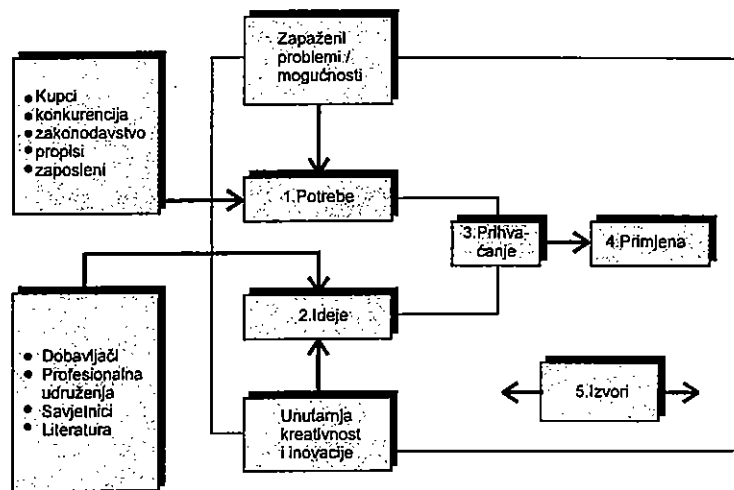 Zapaženil
problemi /
mogućnosti
● Kupci
● konkurencija
● zakonodavstvo
● propisi
● zaposleni
1.Potrebe
3.Prihva-
ćanje
4.Primjena
2.Ideje
● Dobavljači
● Profesionalna
udruženja
● Savjetnici
● Literatura
5.Izvori
Unutarnja
kreativnost
i inovacije